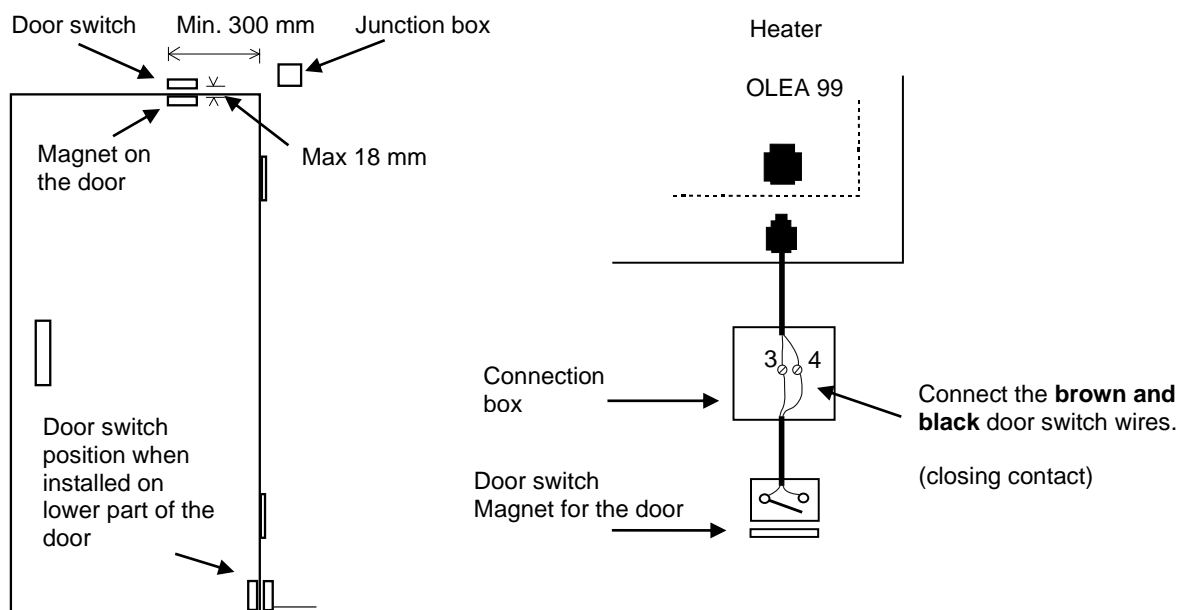 Door switch
Min. 300 mm
Junction box
Magnet on
the door
Max 18 mm
Door switch
position when
installed on
lower part of the
door
Heater
OLEA 99
3 4
Connection
box
Connect the brown and
black door switch wires.
(closing contact)
Door switch
Magnet for the door